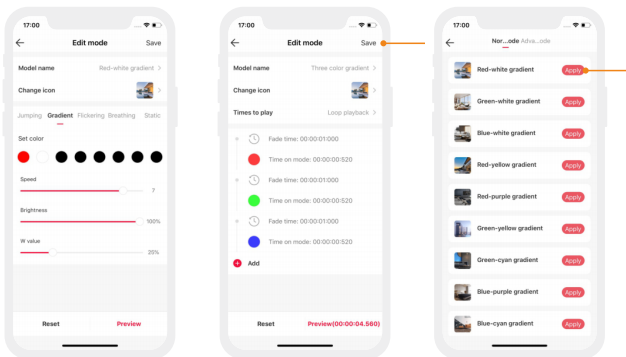 17:00
Edit mode
Save
Model name
Red-white gradient >
Change icon
>
Jumping Gradient Flickering Breathing Static
Set color
Speed
7
Brightness
100%
W value
25%
Reset
Preview
17:00
Edit mode
Save
Model name
Three color gradient >
Change icon
>
Times to play
Loop playback >
Fade time: 00:00:01:000
Time on mode: 00:00:00:520
Fade time: 00:00:01:000
Time on mode: 00:00:00:520
Fade time: 00:00:01:000
Time on mode: 00:00:00:520
Add
Reset
Preview(00:00:04.560)
17:00
Nor...ode Adva...ode
Red-white gradient
Apply
Green-white gradient
Apply
Blue-white gradient
Apply
Red-yellow gradient
Apply
Red-purple gradient
Apply
Green-yellow gradient
Apply
Green-cyan gradient
Apply
Blue-purple gradient
Apply
Blue-cyan gradient
Apply